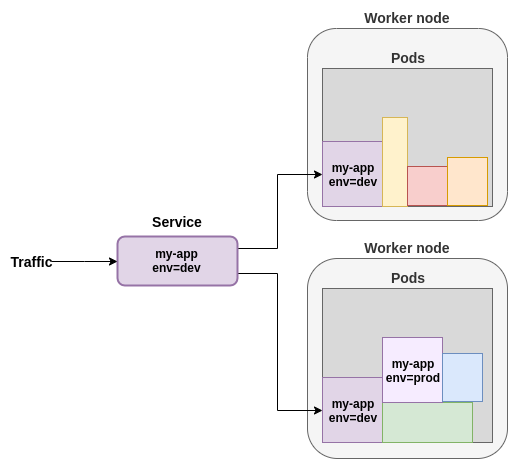 Worker node
Pods
my-app
env=dev
Service
Traffic
my-app
env=dev
Worker node
Pods
my-app
env=prod
my-app
env=dev